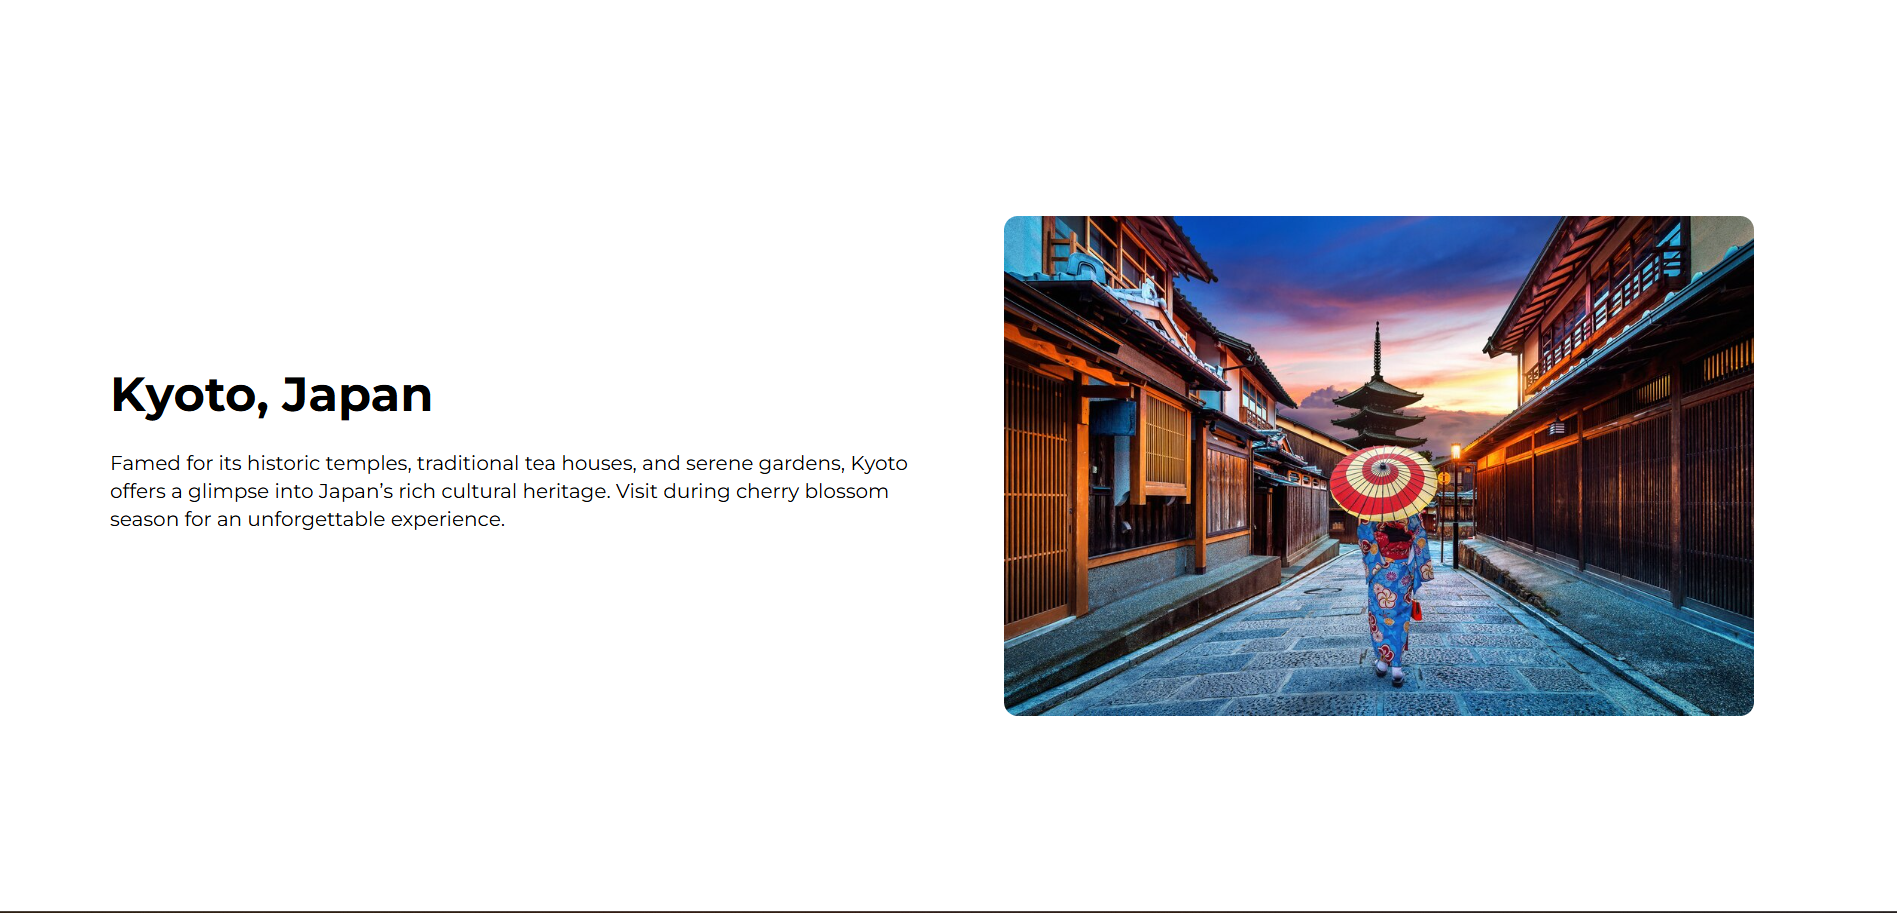 Kyoto, Japan
Famed for its historic temples, traditional tea houses, and serene gardens, Kyoto
offers a glimpse into Japan’s rich cultural heritage. Visit during cherry blossom
season for an unforgettable experience.